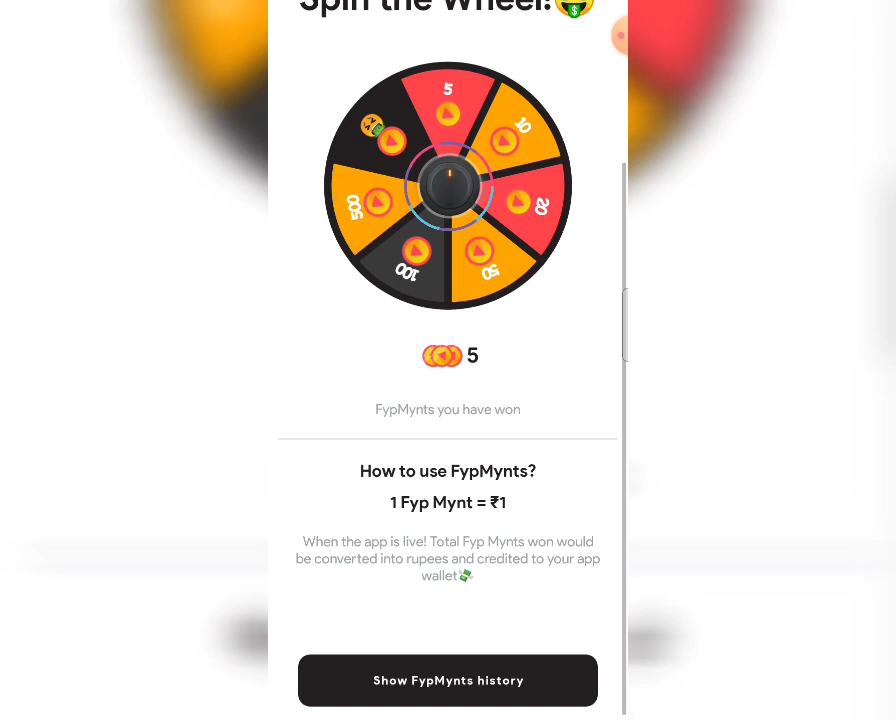 Spin the Wheel!🤑
5
10
20
50
100
500
5
FypMynts you have won
How to use FypMynts?
1 Fyp Mynt = ₹1
When the app is live! Total Fyp Mynts won would
be converted into rupees and credited to your app
wallet💸
Show FypMynts history